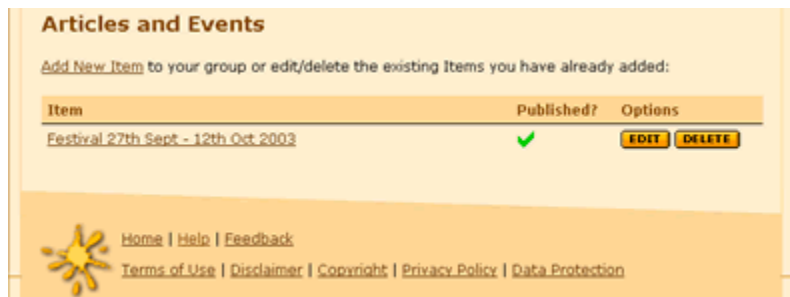 Articles and Events
Add New Item to your group or edit/delete the existing Items you have already added:
Item Published? Options
Festival 27th Sept - 12th Oct 2003 EDIT DELETE
Home | Help | Feedback
Terms of Use | Disclaimer | Copyright | Privacy Policy | Data Protection